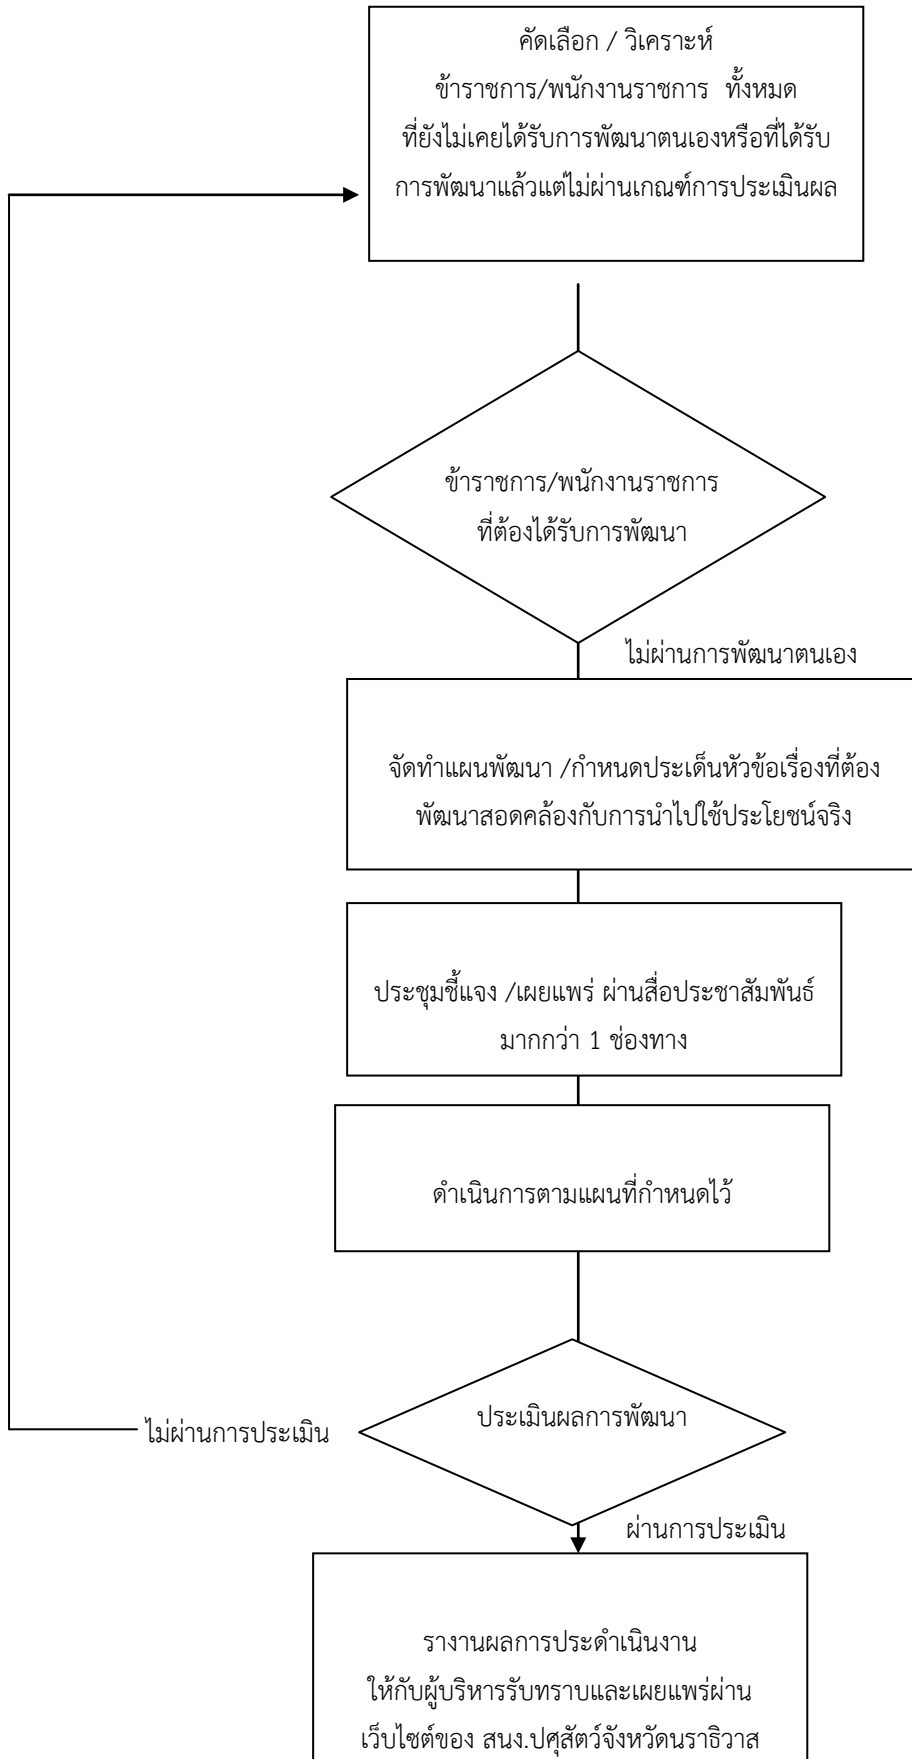 คัดเลือก / วิเคราะห์
ข้าราชการ/พนักงานราชการ ทั้งหมด
ที่ยังไม่เคยได้รับการพัฒนาตนเองหรือที่ได้รับ
การพัฒนาแล้วแต่ไม่ผ่านเกณฑ์การประเมินผล
ข้าราชการ/พนักงานราชการ
ที่ต้องได้รับการพัฒนา
ไม่ผ่านการพัฒนาตนเอง
จัดทำแผนพัฒนา /กำหนดประเด็นหัวข้อเรื่องที่ต้อง
พัฒนาสอดคล้องกับการนำไปใช้ประโยชน์จริง
ประชุมชี้แจง /เผยแพร่ ผ่านสื่อประชาสัมพันธ์
มากกว่า 1 ช่องทาง
ดำเนินการตามแผนที่กำหนดไว้
ประเมินผลการพัฒนา
ไม่ผ่านการประเมิน
ผ่านการประเมิน
รางานผลการประดำเนินงาน
ให้กับผู้บริหารรับทราบและเผยแพร่ผ่าน
เว็บไซต์ของ สนง.ปศุสัตว์จังหวัดนราธิวาส